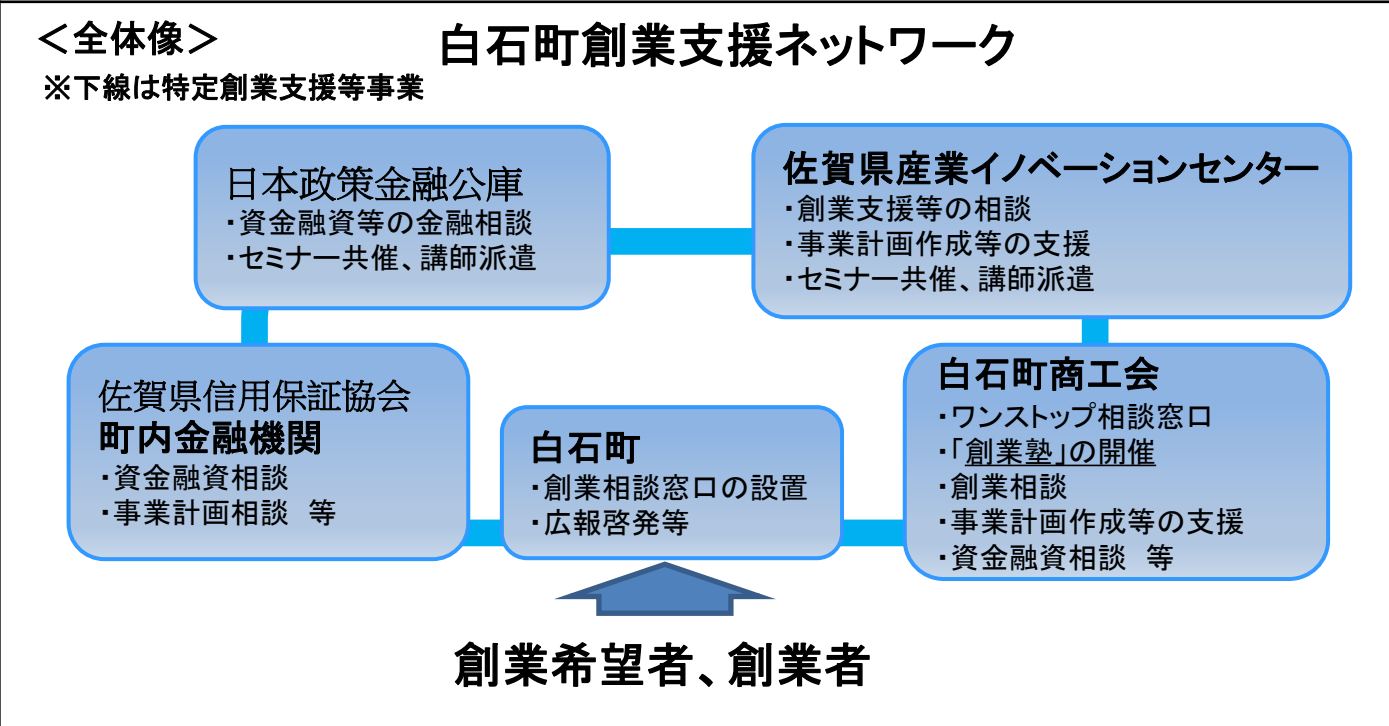 ＜全体像＞
白石町創業支援ネットワーク
※下線は特定創業支援等事業
日本政策金融公庫
・資金融資等の金融相談
・セミナー共催、講師派遣
佐賀県産業イノベーションセンター
・創業支援等の相談
・事業計画作成等の支援
・セミナー共催、講師派遣
佐賀県信用保証協会
町内金融機関
・資金融資相談
・事業計画相談　等
白石町
・創業相談窓口の設置
・広報啓発等
白石町商工会
・ワンストップ相談窓口
・「創業塾」の開催
・創業相談
・事業計画作成等の支援
・資金融資相談　等
創業希望者、創業者